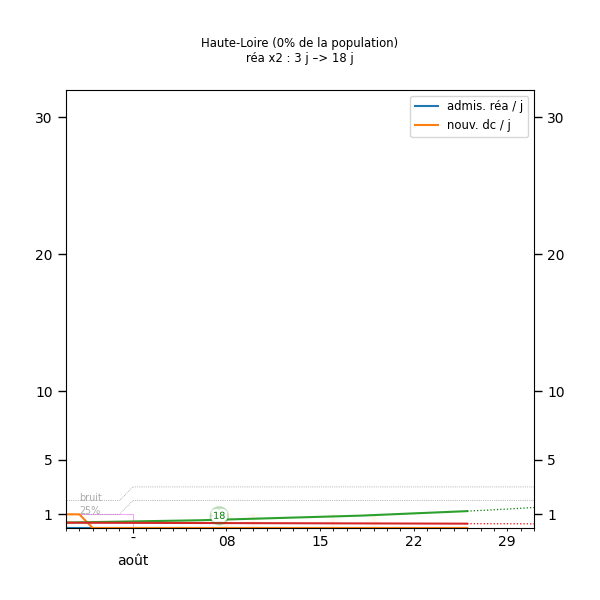 Haute-Loire (0% de la population)
réa x2 : 3 j –> 18 j
admis. réa / j
nouv. dc / j
30 30
20 20
10 10
5 5
1 1
bruit
25%
18
- 08 15 22 29
août